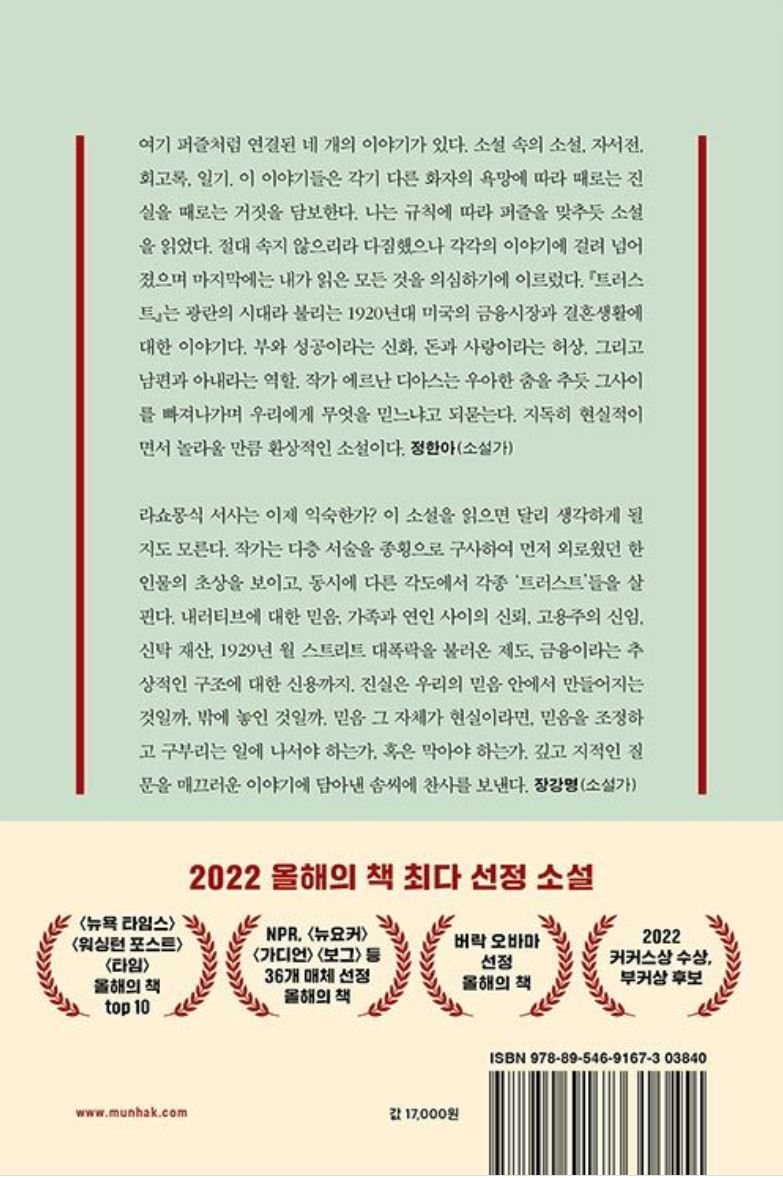 여기 퍼즐처럼 연결된 네 개의 이야기가 있다. 소설 속의 소설, 자서전,
회고록, 일기. 이 이야기들은 각기 다른 화자의 욕망에 따라 때로는 진
실을 때로는 거짓을 담보한다. 나는 규칙에 따라 퍼즐을 맞추듯 소설
을 읽었다. 절대 속지 않으리라 다짐했으나 각각의 이야기에 걸려 넘어
졌으며 마지막에는 내가 읽은 모든 것을 의심하기에 이르렀다. 『트러스
트』는 광란의 시대라 불리는 1920년대 미국의 금융시장과 결혼생활에
대한 이야기다. 부와 성공이라는 신화, 돈과 사랑이라는 허상, 그리고
남편과 아내라는 역할. 작가 에르난 디아스는 우아한 춤을 추듯 그사이
를 빠져나가며 우리에게 무엇을 믿느냐고 되묻는다. 지독히 현실적이
면서 놀라울 만큼 환상적인 소설이다. 정한아(소설가)
라쇼몽식 서사는 이제 익숙한가? 이 소설을 읽으면 달리 생각하게 될
지도 모른다. 작가는 다층 서술을 종횡으로 구사하여 먼저 외로웠던 한
인물의 초상을 보이고, 동시에 다른 각도에서 각종 ‘트러스트’들을 살
핀다. 내러티브에 대한 믿음, 가족과 연인 사이의 신뢰, 고용주의 신임,
신탁 재산, 1929년 월 스트리트 대폭락을 불러온 제도, 금융이라는 추
상적인 구조에 대한 신용까지. 진실은 우리의 믿음 안에서 만들어지는
것일까, 밖에 놓인 것일까. 믿음 그 자체가 현실이라면, 믿음을 조정하
고 구부리는 일에 나서야 하는가, 혹은 막아야 하는가. 깊고 지적인 질
문을 매끄러운 이야기에 담아낸 솜씨에 찬사를 보낸다. 장강명(소설가)
2022 올해의 책 최다 선정 소설
〈뉴욕 타임스〉
〈워싱턴 포스트〉
〈타임〉
올해의 책
top 10
NPR, 〈뉴요커〉
〈가디언〉〈보그〉 등
36개 매체 선정
올해의 책
버락 오바마
선정
올해의 책
2022
커커스상 수상,
부커상 후보
ISBN 978-89-546-9167-3 03840
www.munhak.com
값 17,000원